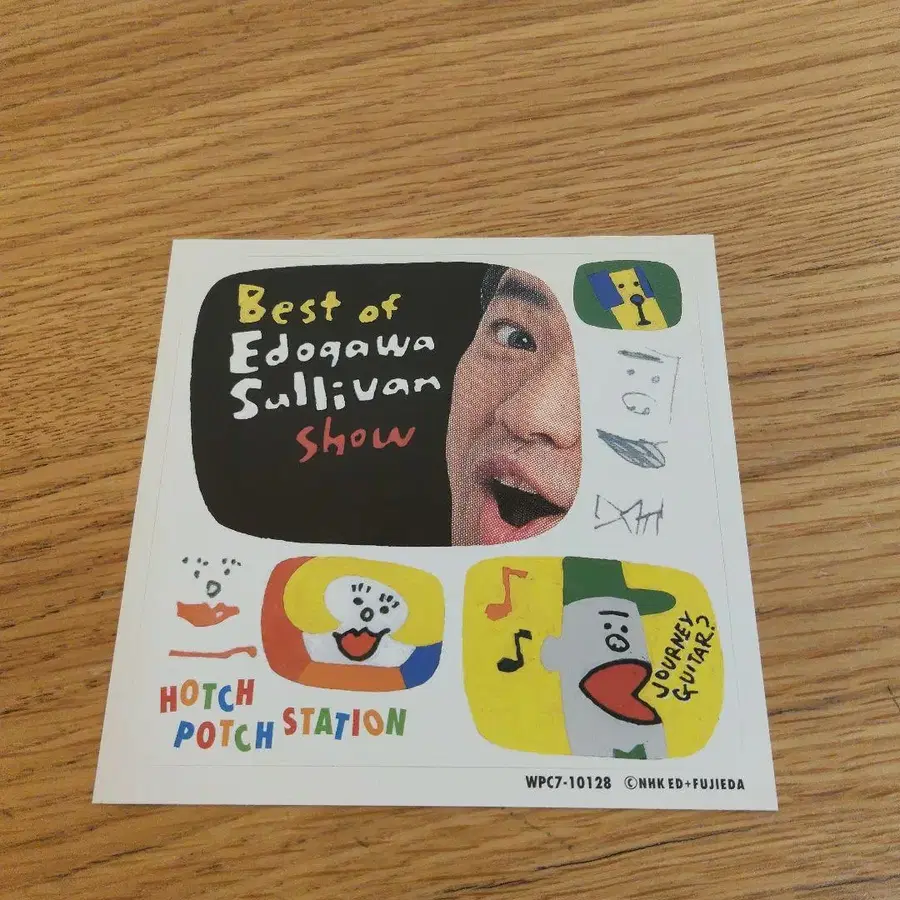 Best of
Edogawa
Sullivan
Show
JOURNEY
GUITAR?
HOTCH
POTCH STATION
WPC7-10128 ©NHK ED+FUJIEDA